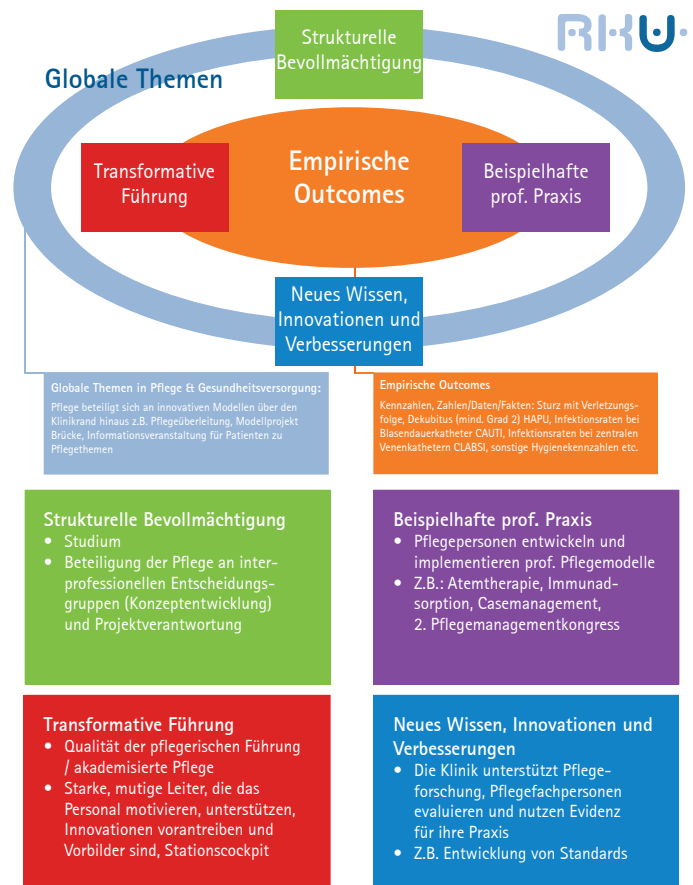 RKU
Strukturelle
Bevollmächtigung
Globale Themen
Transformative
Führung
Empirische
Outcomes
Beispielhafte
prof. Praxis
Neues Wissen,
Innovationen und
Verbesserungen
Globale Themen in Pflege & Gesundheitsversorgung:
Pflege beteiligt sich an innovativen Modellen über den
Klinikrand hinaus z.B. Pflegeüberleitung, Modellprojekt
Brücke, Informationsveranstaltung für Patienten zu
Pflegethemen
Empirische Outcomes
Kennzahlen, Zahlen/Daten/Fakten: Sturz mit Verletzungs-
folge, Dekubitus (mind. Grad 2) HAPU, Infektionsraten bei
Blasendauerkatheter CAUTI, Infektionsraten bei zentralen
Venenkathetern CLABSI, sonstige Hygienekennzahlen etc.
Strukturelle Bevollmächtigung
• Studium
• Beteiligung der Pflege an inter-
professionellen Entscheidungs-
gruppen (Konzeptentwicklung)
und Projektverantwortung
Beispielhafte prof. Praxis
• Pflegepersonen entwickeln und
implementieren prof. Pflegemodelle
• Z.B.: Atemtherapie, Immunad-
sorption, Casemanagement,
2. Pflegemanagementkongress
Transformative Führung
• Qualität der pflegerischen Führung
/ akademisierte Pflege
• Starke, mutige Leiter, die das
Personal motivieren, unterstützen,
Innovationen vorantreiben und
Vorbilder sind, Stationscockpit
Neues Wissen, Innovationen und
Verbesserungen
• Die Klinik unterstützt Pflege-
forschung, Pflegefachpersonen
evaluieren und nutzen Evidenz
für ihre Praxis
• Z.B. Entwicklung von Standards